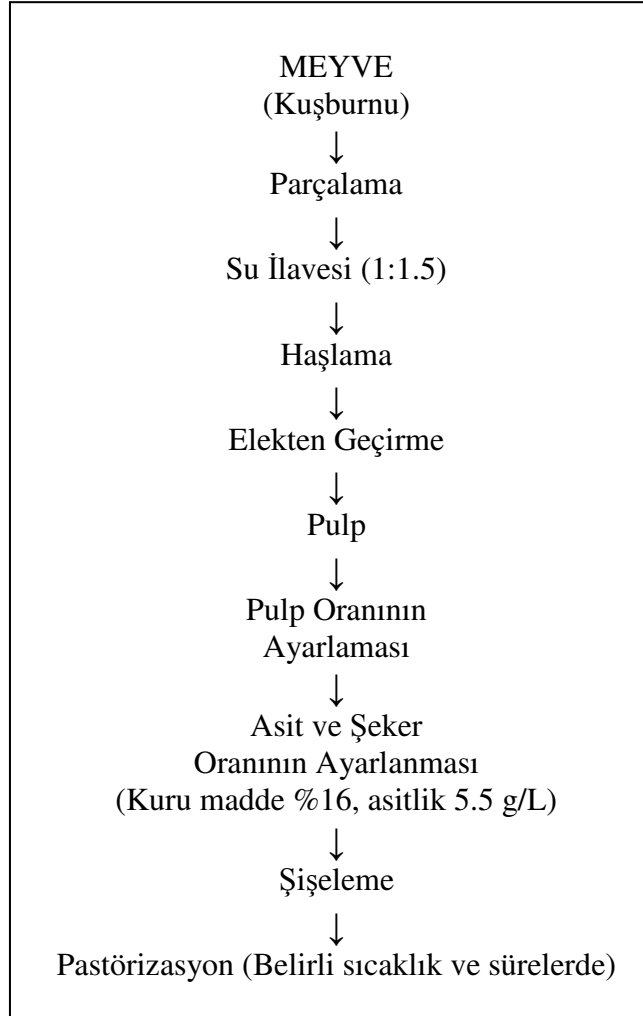 MEYVE
(Kuşburnu)
↓
Parçalama
↓
Su İlavesi (1:1.5)
↓
Haşlama
↓
Elekten Geçirme
↓
Pulp
↓
Pulp Oranının
Ayarlaması
↓
Asit ve Şeker
Oranının Ayarlanması
(Kuru madde %16, asitlik 5.5 g/L)
↓
Şişeleme
↓
Pastörizasyon (Belirli sıcaklık ve sürelerde)